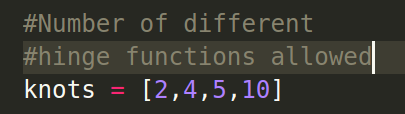 #Number of different
#hinge functions allowed
knots = [2,4,5,10]